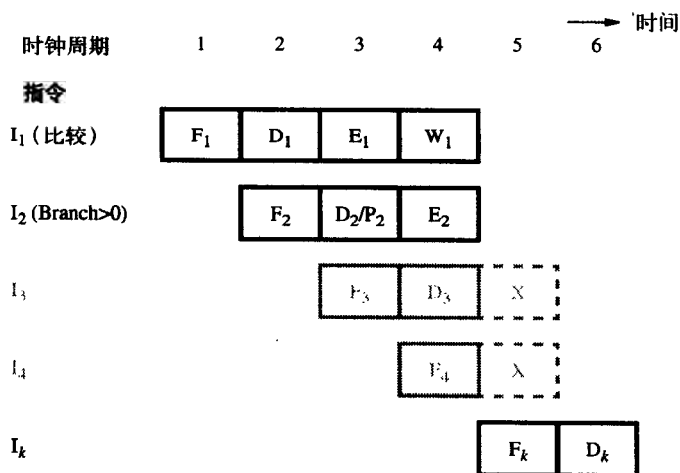 时间
时钟周期 1 2 3 4 5 6
指令
I1 (比较) F1 D1 E1 W1
I2 (Branch>0) F2 D2/P2 E2
I3 F3 D3 X
I4 F4 X
Ik Fk Dk